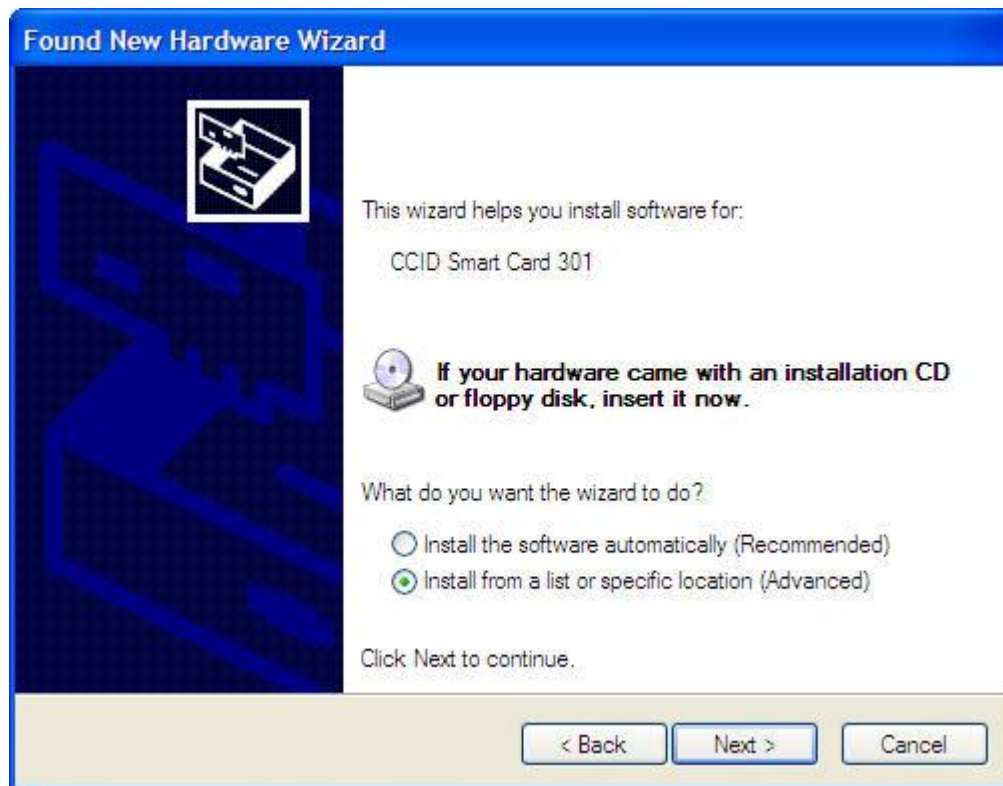 Found New Hardware Wizard
This wizard helps you install software for:
CCID Smart Card 301
If your hardware came with an installation CD
or floppy disk, insert it now.
What do you want the wizard to do?
Install the software automatically (Recommended)
Install from a list or specific location (Advanced)
Click Next to continue.
< Back Next > Cancel